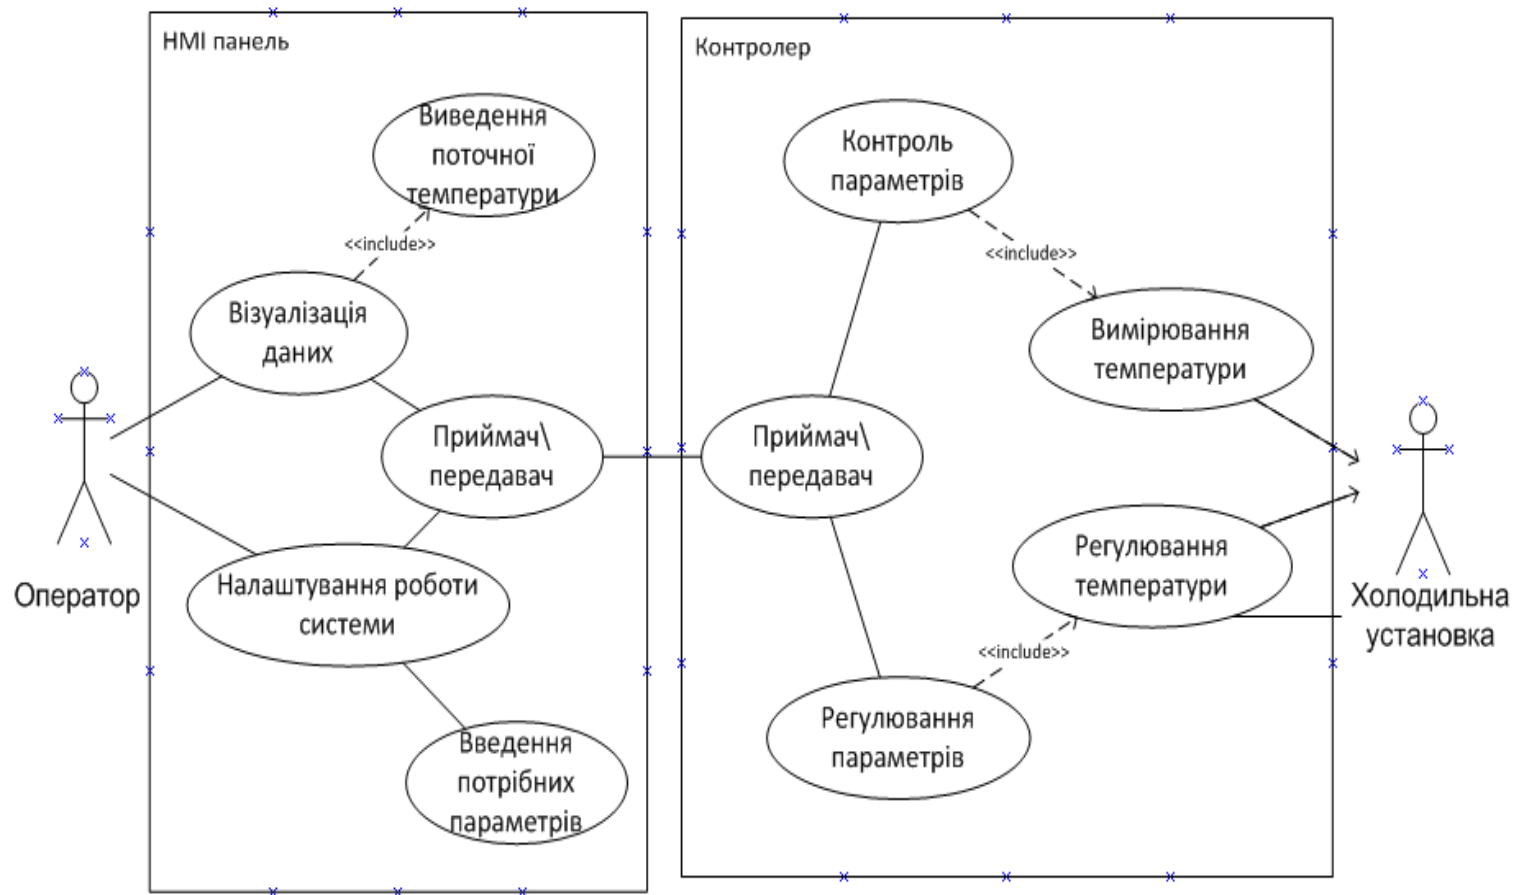 НМІ панель
Контролер
Виведення
поточної
температури
<<include>>
Візуалізація
даних
Приймач\
передавач
Налаштування роботи
системи
Введення
потрібних
параметрів
Оператор
Контроль
параметрів
<<include>>
Вимірювання
температури
Приймач\
передавач
Регулювання
температури
<<include>>
Регулювання
параметрів
Холодильна
установка